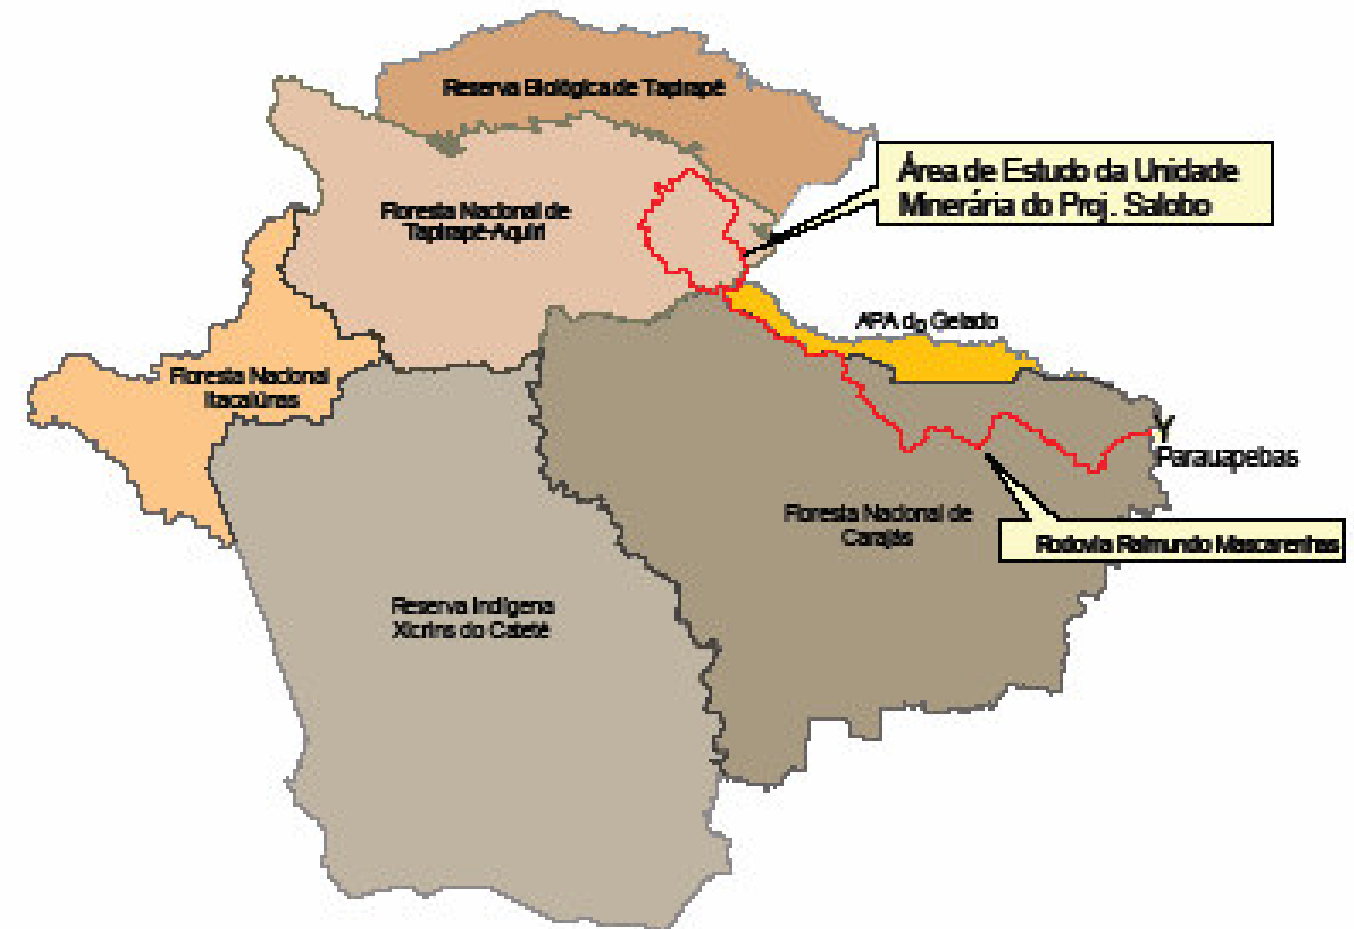 Reserva Biológica de Tapirapé
Área de Estudo da Unidade
Minerária do Proj. Salobo
Floresta Nacional de
Tapirapé-Aquiri
APA do Gelado
Floresta Nacional
Itacaiúnas
Y
Parauapebas
Floresta Nacional de
Carajás
Rodovia Raimundo Mascarenhas
Reserva Indígena
Xicrins do Cateté